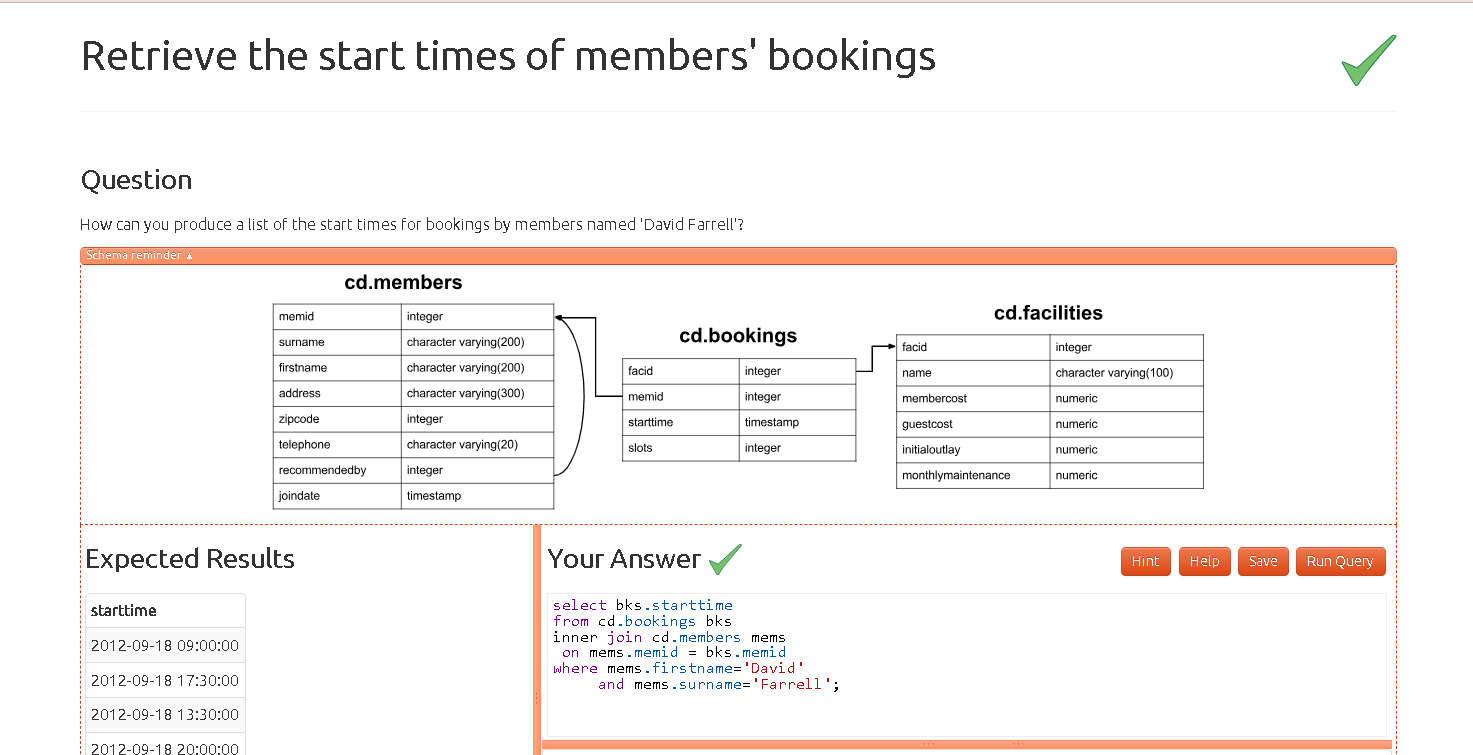 Retrieve the start times of members' bookings
Question
How can you produce a list of the start times for bookings by members named 'David Farrell'?
Schema reminder ▲
cd.members
memid integer
surname character varying(200)
firstname character varying(200)
address character varying(300)
zipcode integer
telephone character varying(20)
recommendedby integer
joindate timestamp
cd.bookings
facid integer
memid integer
starttime timestamp
slots integer
cd.facilities
facid integer
name character varying(100)
membercost numeric
guestcost numeric
initialoutlay numeric
monthlymaintenance numeric
Expected Results
starttime
2012-09-18 09:00:00
2012-09-18 17:30:00
2012-09-18 13:30:00
2012-09-18 20:00:00
Your Answer
Hint Help Save Run Query
select bks.starttime
from cd.bookings bks
inner join cd.members mems
on mems.memid = bks.memid
where mems.firstname='David'
and mems.surname='Farrell';